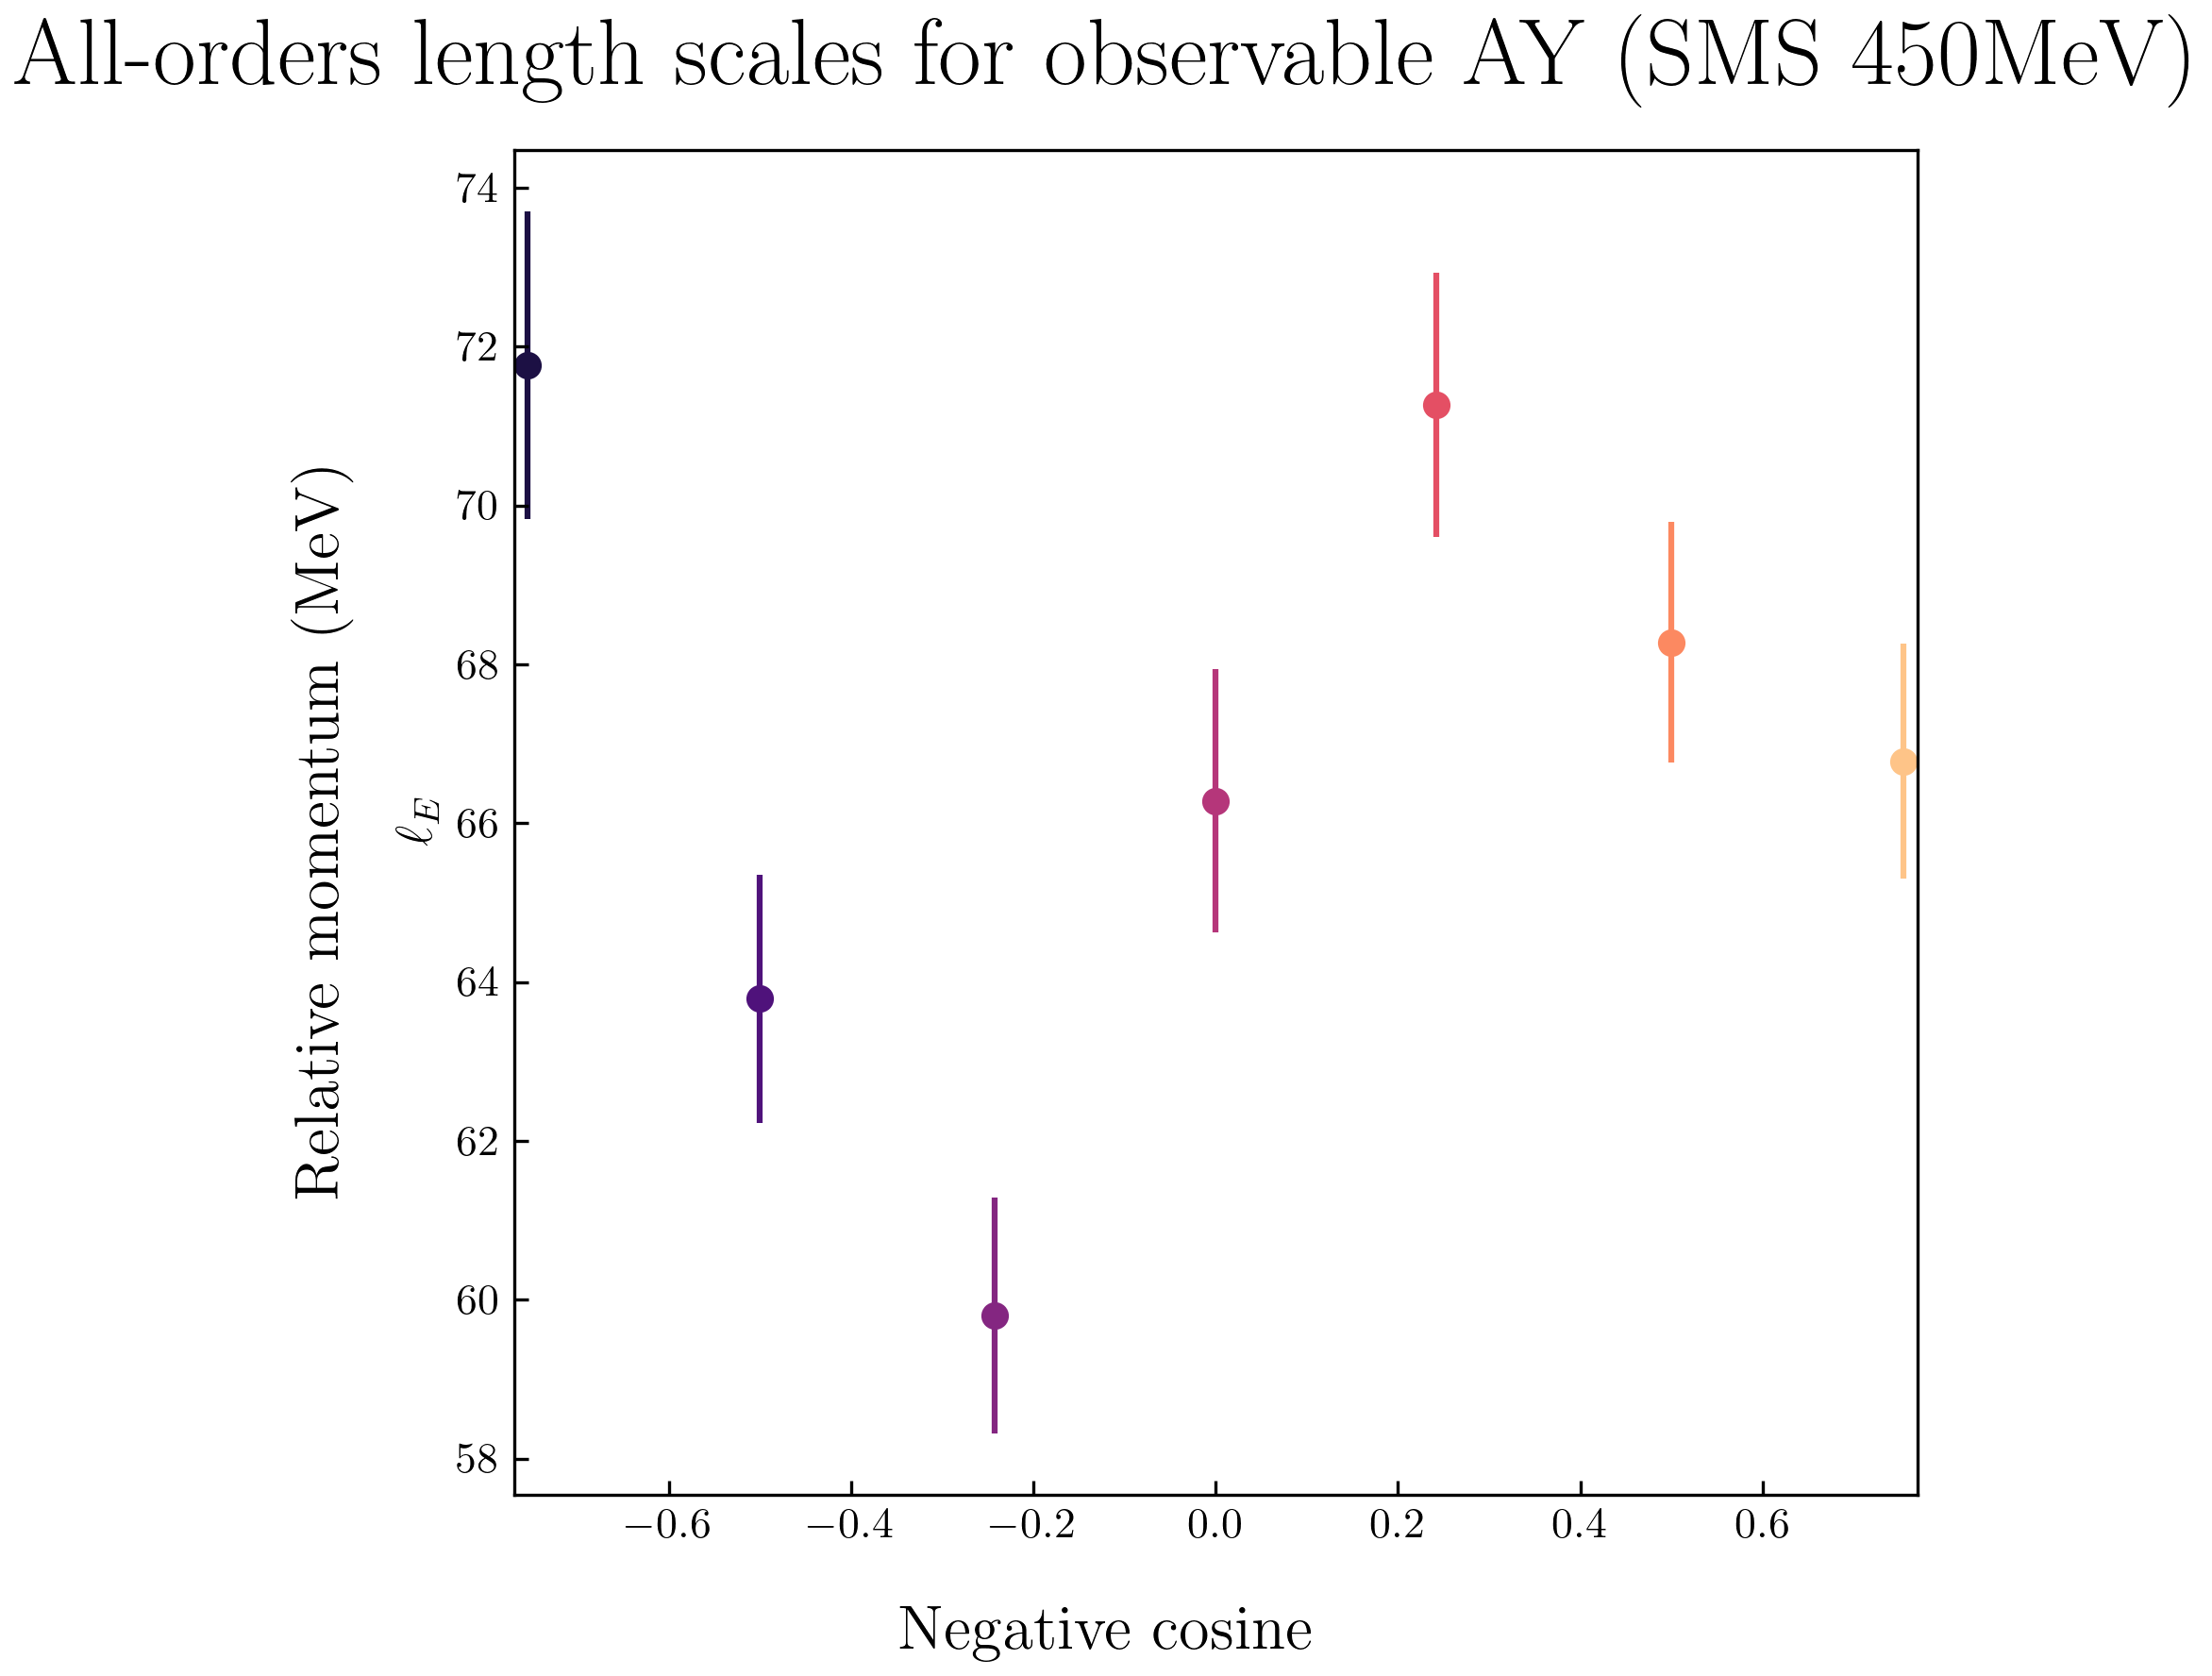 All-orders length scales for observable AY (SMS 450MeV)
Relative momentum (MeV)
ℓ_E
74
72
70
68
66
64
62
60
58
−0.6 −0.4 −0.2 0.0 0.2 0.4 0.6
Negative cosine